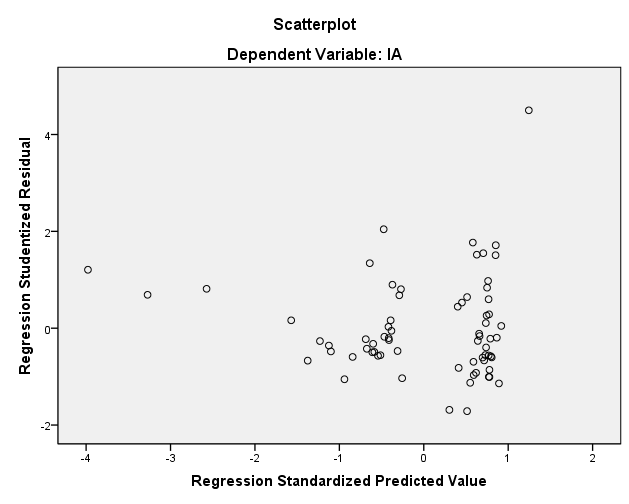 Scatterplot
Dependent Variable: IA
Regression Studentized Residual
4
2
0
-2
-4
-3
-2
-1
0
1
2
Regression Standardized Predicted Value